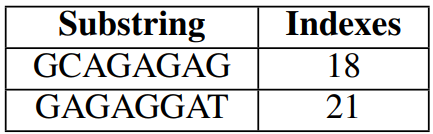 Substring Indexes
GCAGAGAG 18
GAGAGGAT 21